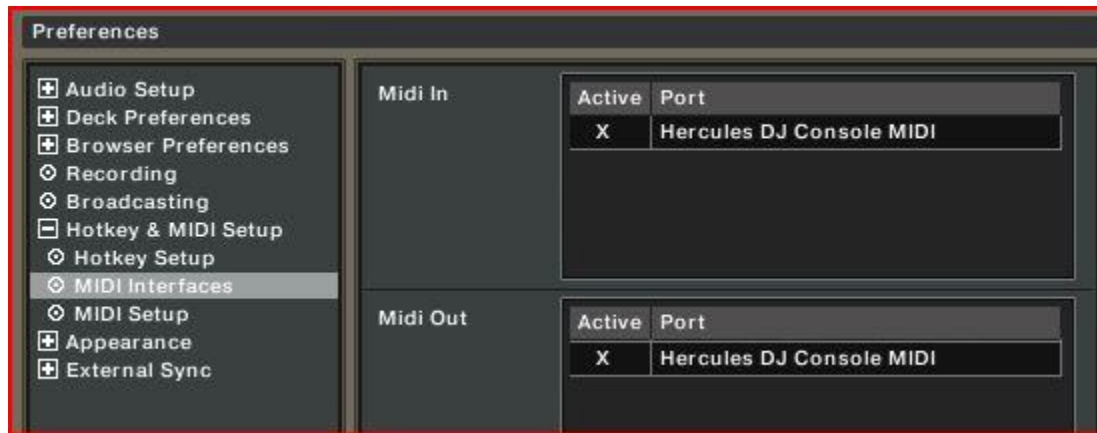 Preferences
Audio Setup
Deck Preferences
Browser Preferences
Recording
Broadcasting
Hotkey & MIDI Setup
Hotkey Setup
MIDI Interfaces
MIDI Setup
Appearance
External Sync
Midi In
Active Port
X Hercules DJ Console MIDI
Midi Out
Active Port
X Hercules DJ Console MIDI